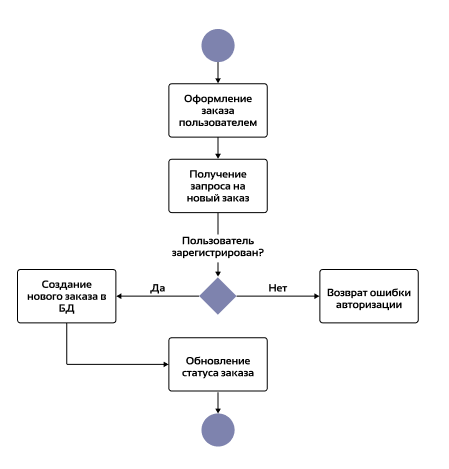 Оформление
заказа
пользователем
Получение
запроса на
новый заказ
Пользователь
зарегистрирован?
Да
Нет
Создание
нового заказа в
БД
Возврат ошибки
авторизации
Обновление
статуса заказа